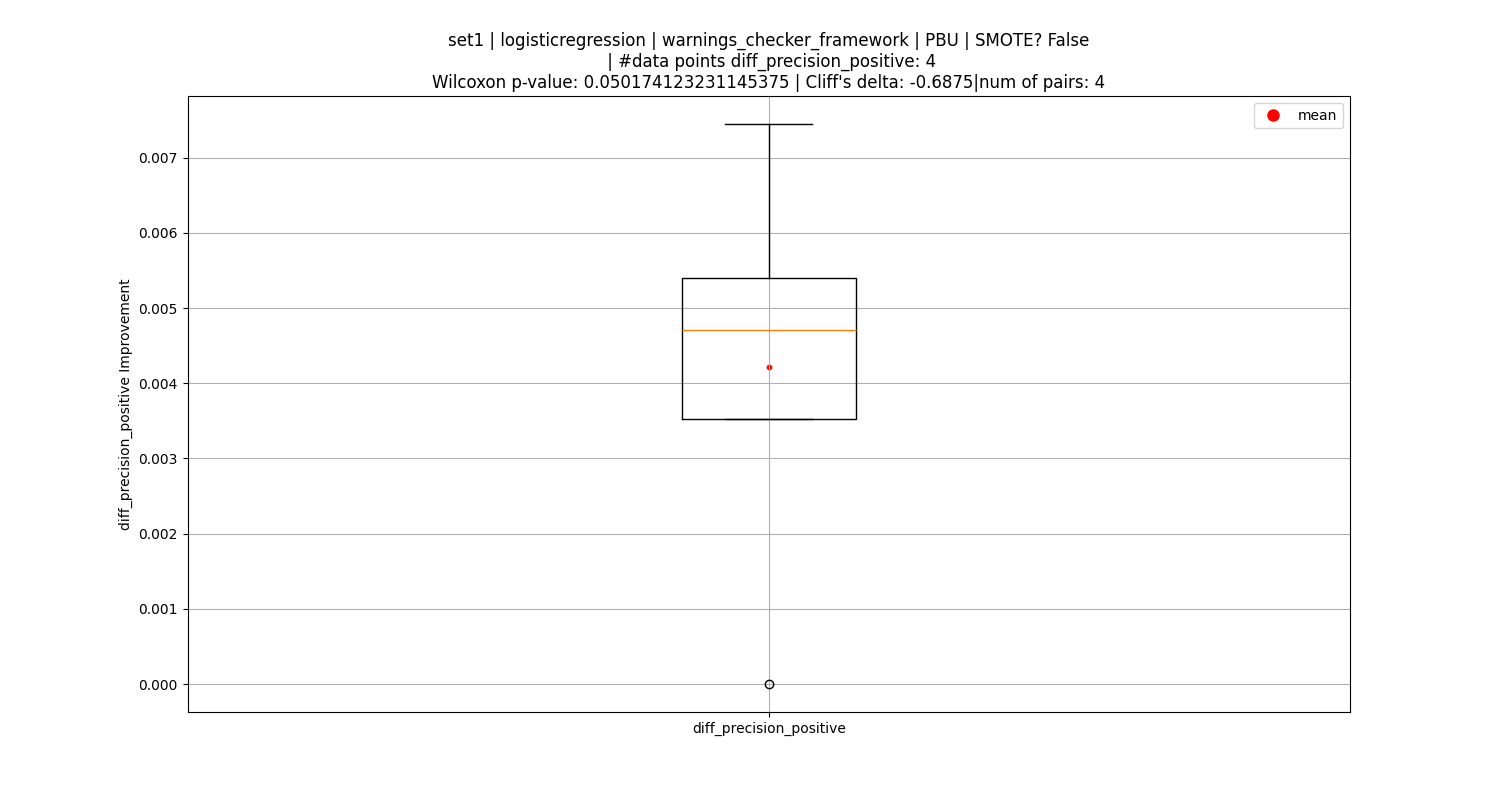 set1 | logisticregression | warnings_checker_framework | PBU | SMOTE? False
| #data points diff_precision_positive: 4
Wilcoxon p-value: 0.050174123231145375 | Cliff's delta: -0.6875|num of pairs: 4
mean
0.007
0.006
0.005
0.004
0.003
0.002
0.001
0.000
diff_precision_positive Improvement
diff_precision_positive